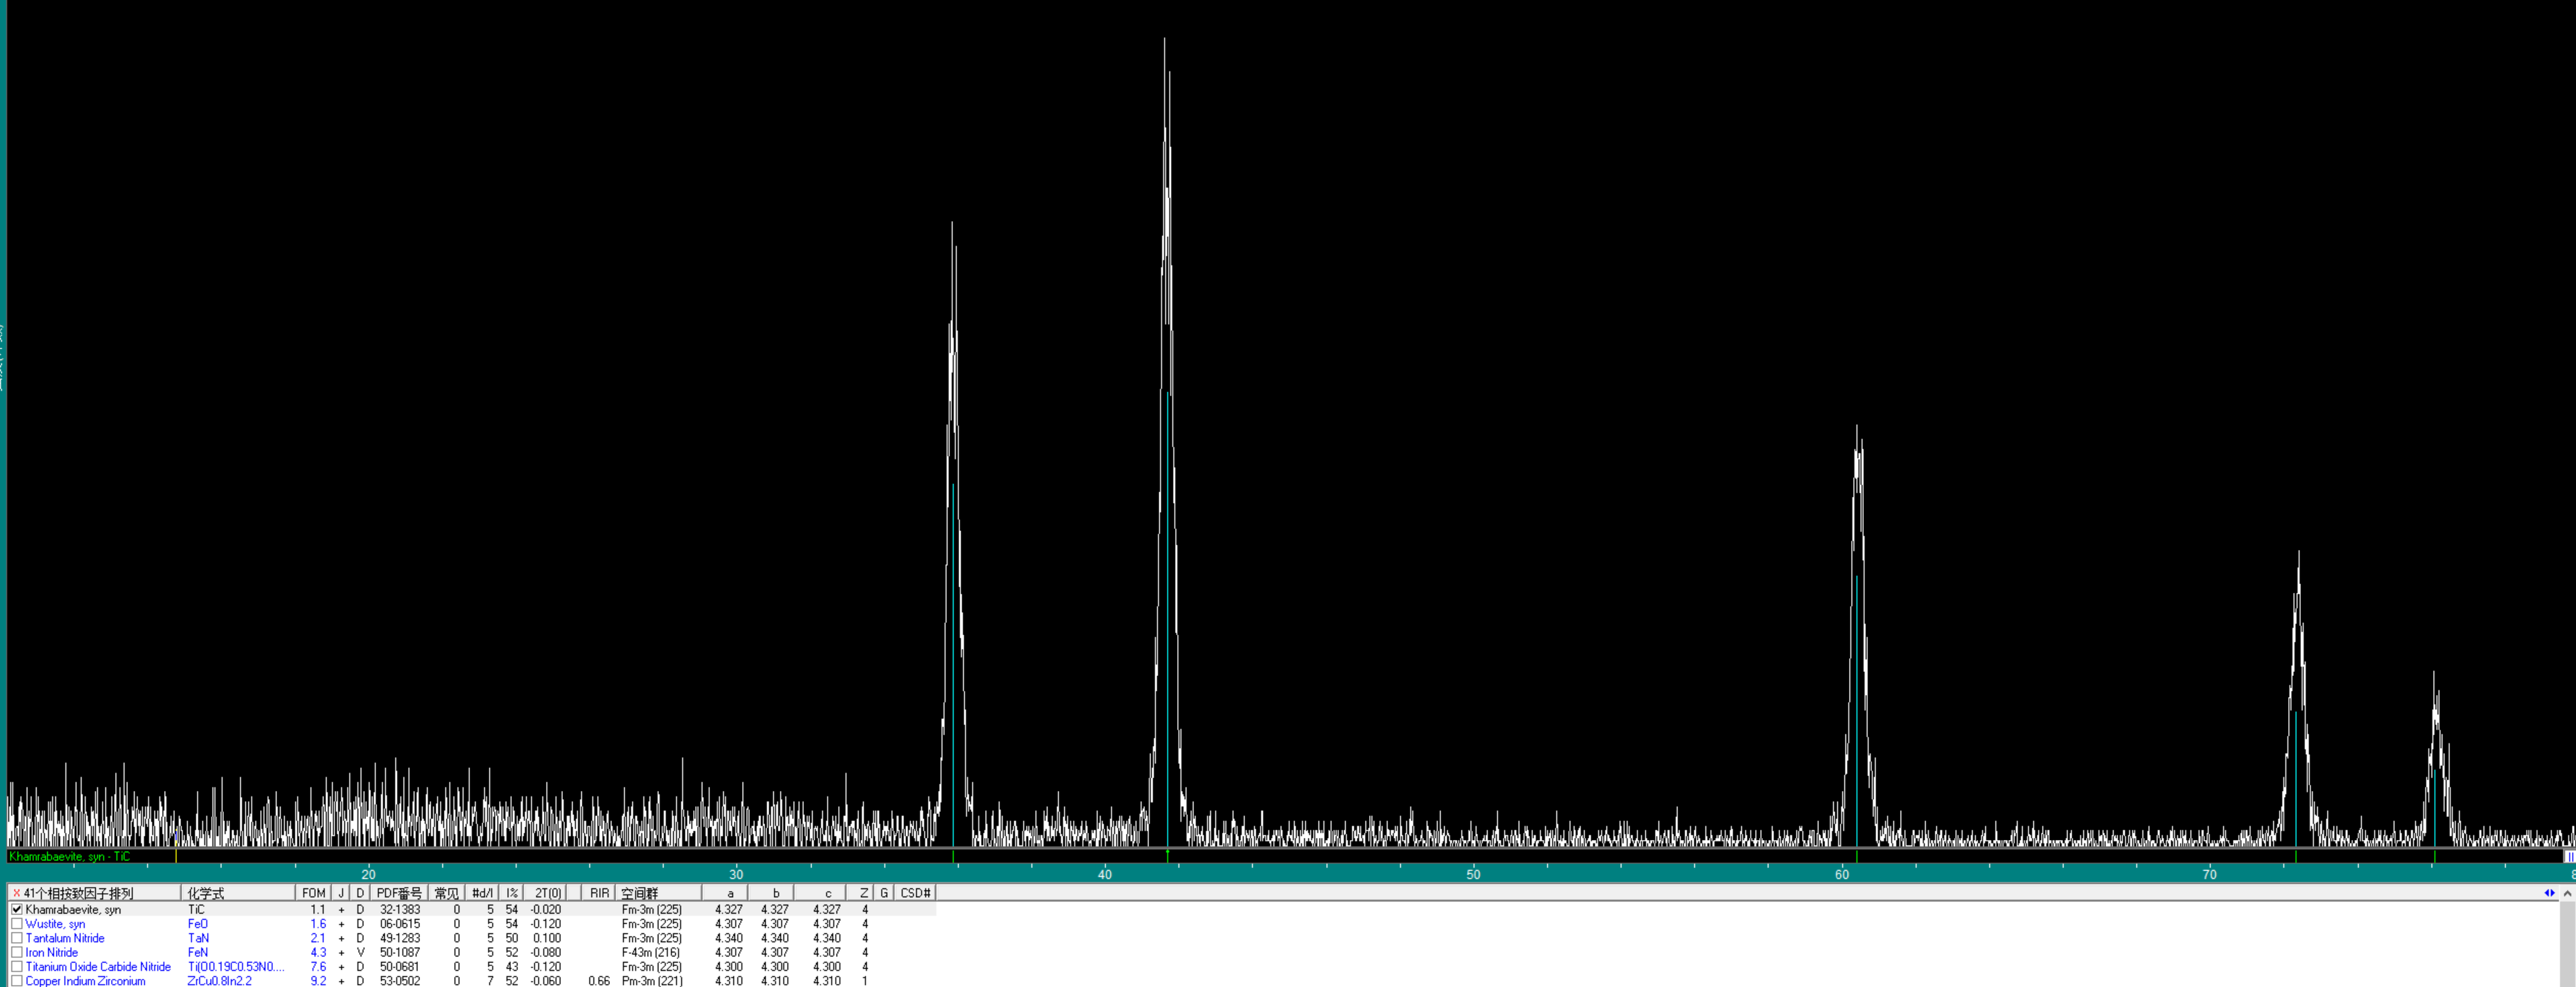 Khamrabaevite, syn - TiC
20 30 40 50 60 70
× 41个相按致因子排列 化学式 FOM J D PDF番号 常见 #d/I I% 2T(0) RIR 空间群 a b c Z G CSD#
Khamrabaevite, syn TiC 1.1 + D 32-1383 0 5 54 -0.020 Fm-3m (225) 4.327 4.327 4.327 4
Wustite, syn FeO 1.6 + D 06-0615 0 5 54 -0.120 Fm-3m (225) 4.307 4.307 4.307 4
Tantalum Nitride TaN 2.1 + D 49-1283 0 5 50 0.100 Fm-3m (225) 4.340 4.340 4.340 4
Iron Nitride FeN 4.3 + V 50-1087 0 5 52 -0.080 F-43m (216) 4.307 4.307 4.307 4
Titanium Oxide Carbide Nitride Ti(O0.19C0.53N0.... 7.6 + D 50-0681 0 5 43 -0.120 Fm-3m (225) 4.300 4.300 4.300 4
Copper Indium Zirconium ZrCu0.8In2.2 9.2 + D 53-0502 0 7 52 -0.060 0.66 Pm-3m (221) 4.310 4.310 4.310 1